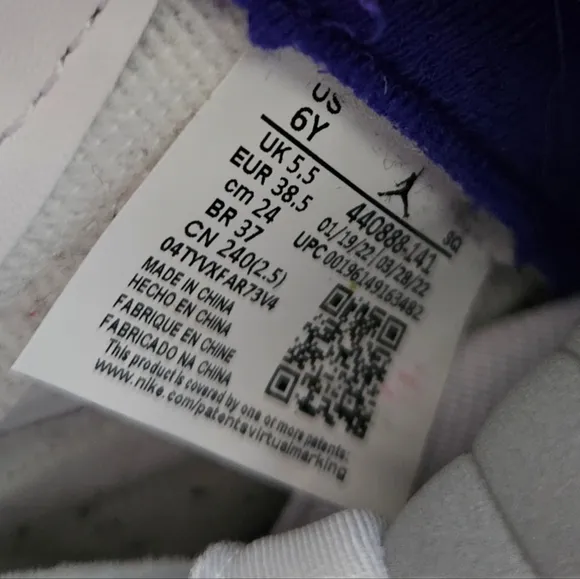 US
6Y
UK 5,5
EUR 38.5
cm 24
BR 37
CN 240(2.5)
04TYVXFAR73V4
MADE IN CHINA
HECHO EN CHINA
FABRIQUE EN CHINE
FABRICADO NA CHINA
This product is covered by one or more patents:
www.nike.com/patentsvirtualmarking
440888-141
SQ
01/19/22 03/28/22
UPC 00196149163482